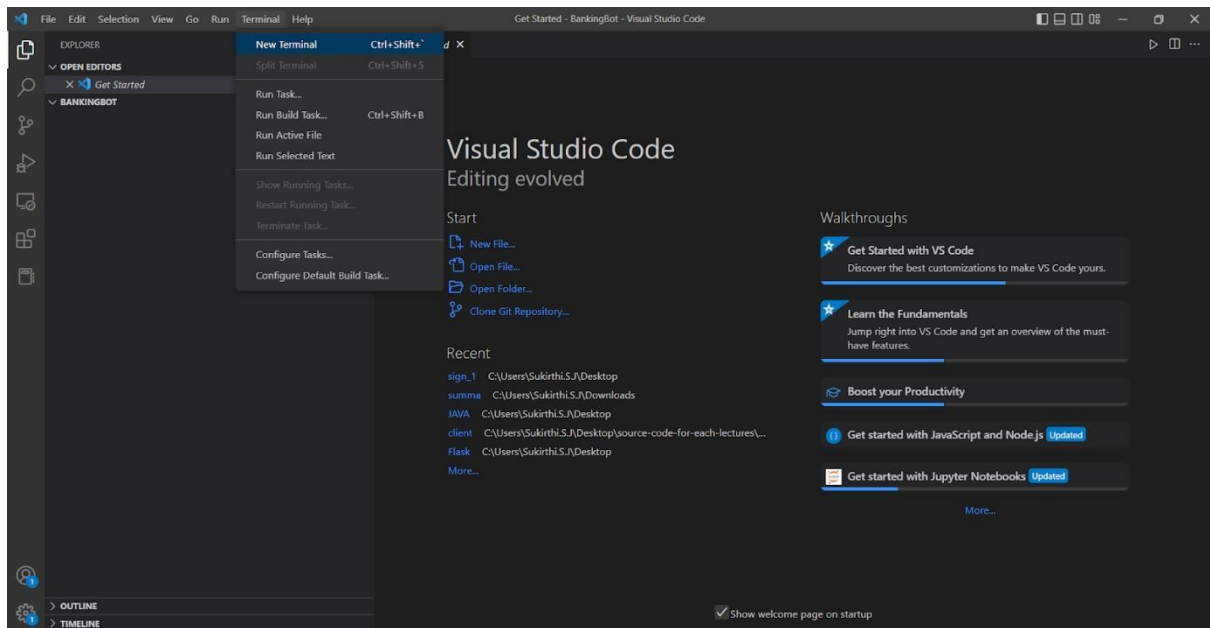 File Edit Selection View Go Run Terminal Help
Get Started - BankingBot - Visual Studio Code
EXPLORER
OPEN EDITORS
Get Started
BANKINGBOT
OUTLINE
TIMELINE
New Terminal Ctrl+Shift+`
Split Terminal Ctrl+Shift+5
Run Task...
Run Build Task... Ctrl+Shift+B
Run Active File
Run Selected Text
Show Running Tasks...
Restart Running Task...
Terminate Task...
Configure Tasks...
Configure Default Build Task...
d
Visual Studio Code
Editing evolved
Start
New File...
Open File...
Open Folder...
Clone Git Repository...
Recent
sign_1 C:\Users\Sukirthi.S.J\Desktop
summa C:\Users\Sukirthi.S.J\Downloads
JAVA C:\Users\Sukirthi.S.J\Desktop
client C:\Users\Sukirthi.S.J\Desktop\source-code-for-each-lectures\...
Flask C:\Users\Sukirthi.S.J\Desktop
More...
Walkthroughs
Get Started with VS Code
Discover the best customizations to make VS Code yours.
Learn the Fundamentals
Jump right into VS Code and get an overview of the must-
have features.
Boost your Productivity
Get started with JavaScript and Node.js Updated
Get started with Jupyter Notebooks Updated
More...
Show welcome page on startup
1
1